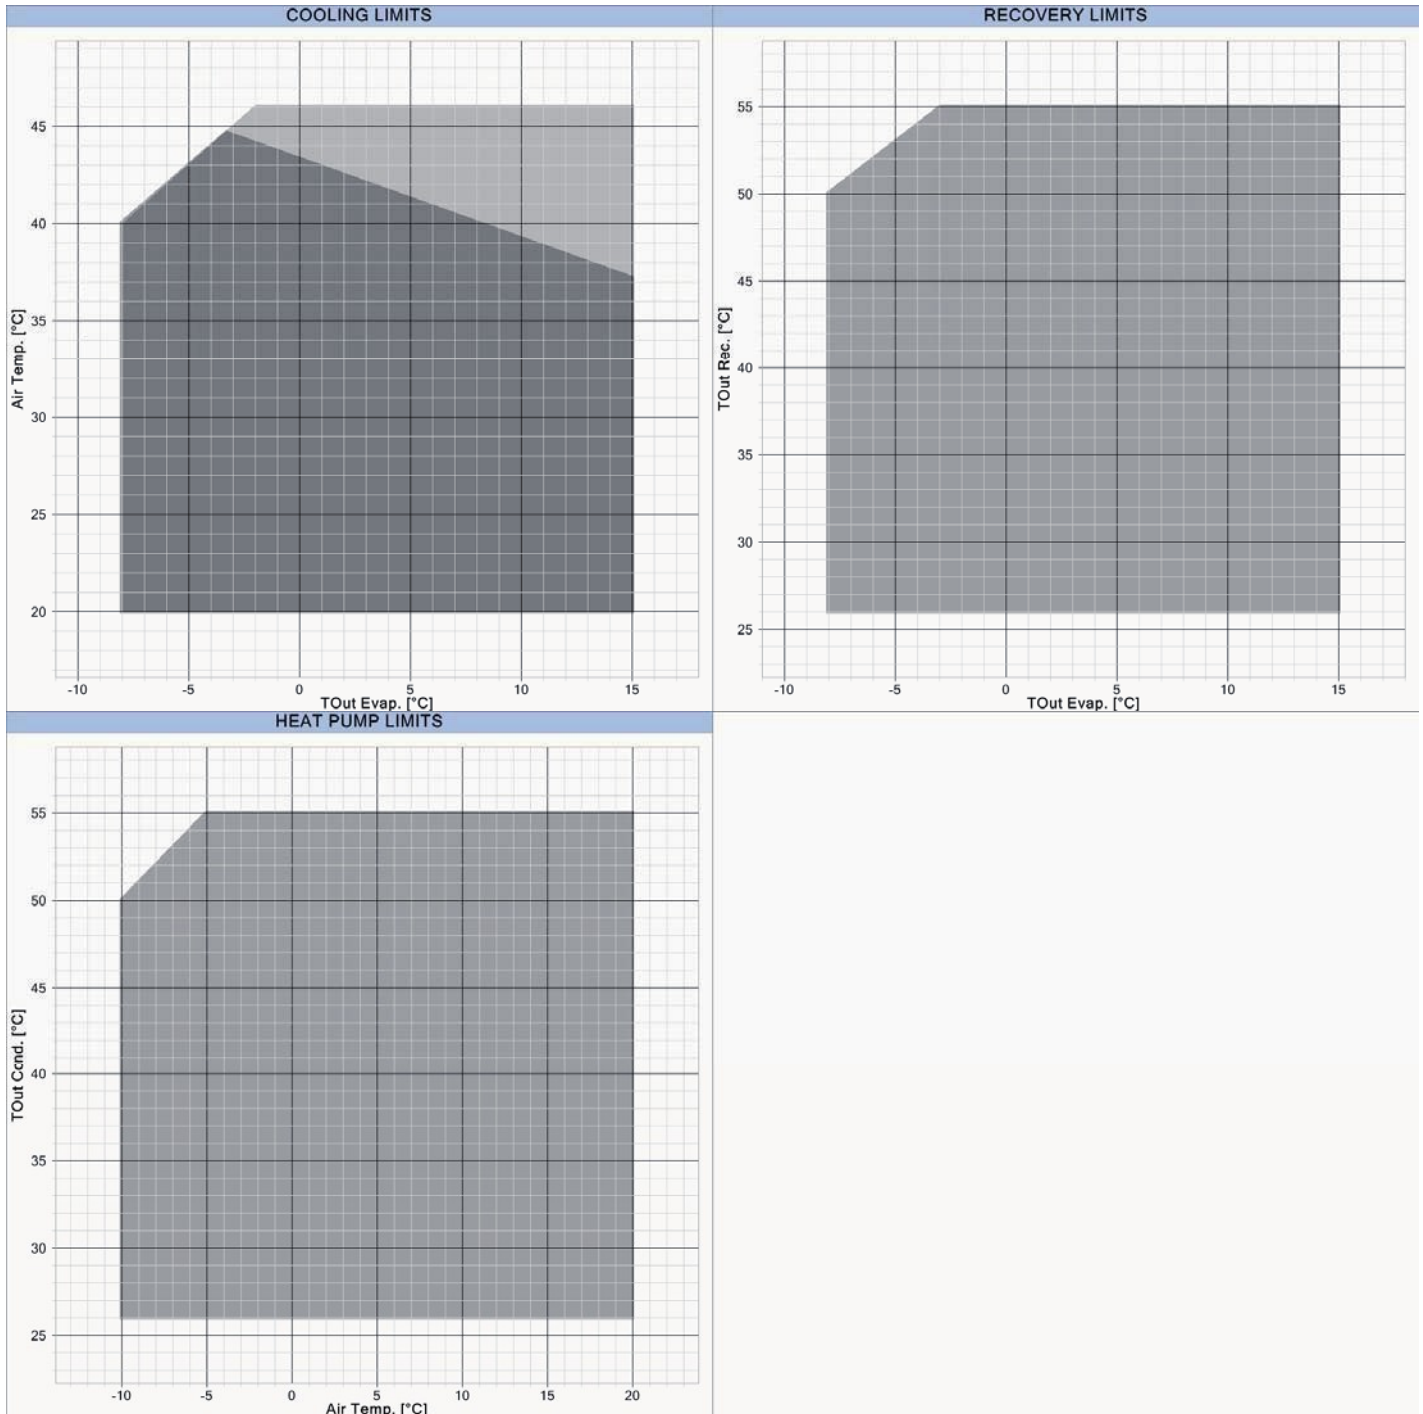 COOLING LIMITS
45
40
35
30
25
20
Air Temp. [°C]
-10 -5 0 5 10 15
TOut Evap. [°C]
RECOVERY LIMITS
55
50
45
40
35
30
25
TOut Rec. [°C]
-10 -5 0 5 10 15
TOut Evap. [°C]
HEAT PUMP LIMITS
55
50
45
40
35
30
25
TOut Cond. [°C]
-10 -5 0 5 10 15 20
Air Temp. [°C]